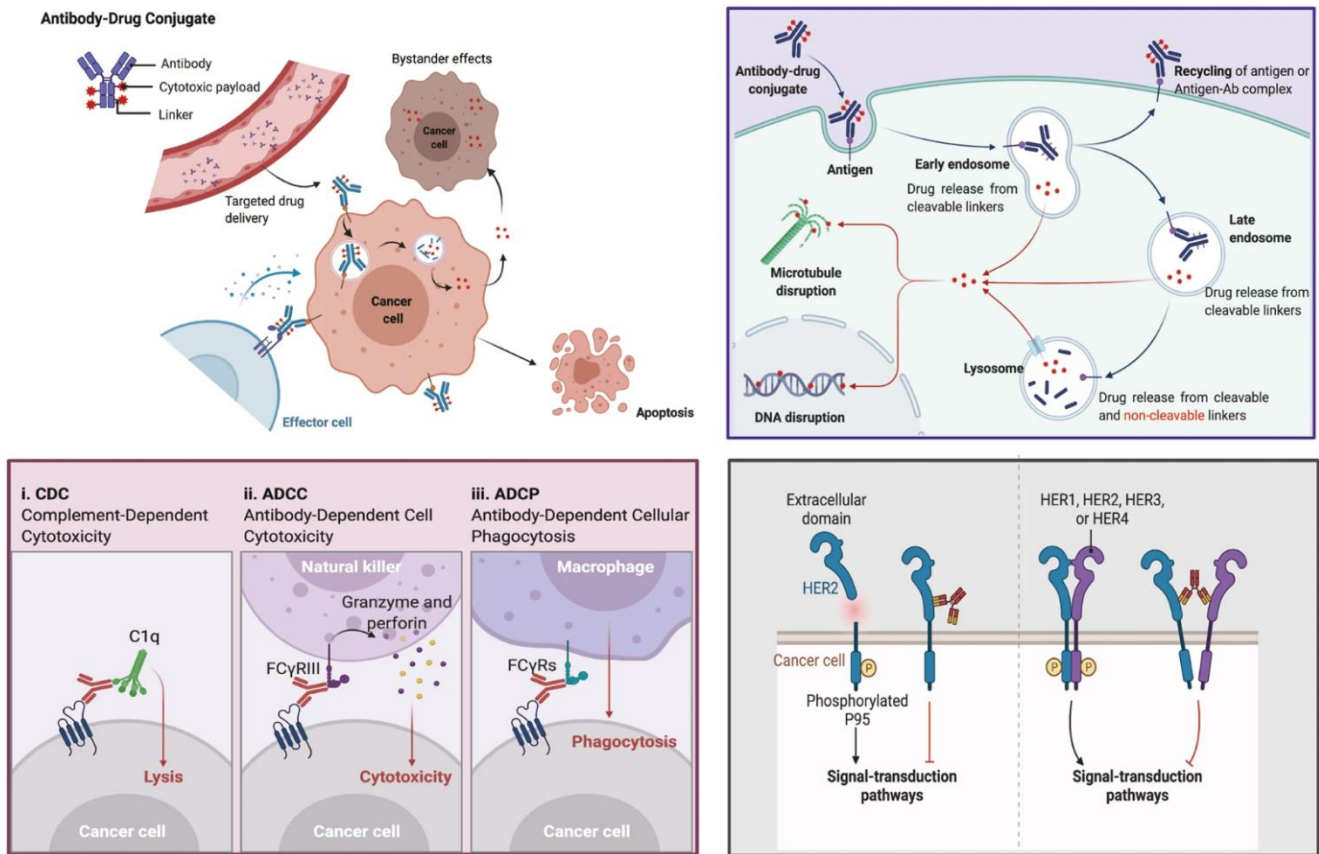 Antibody-Drug Conjugate
Antibody
Cytotoxic payload
Linker
Targeted drug
delivery
Bystander effects
Cancer
cell
Cancer
cell
Effector cell
Apoptosis
Antibody-drug
conjugate
Antigen
Early endosome
Drug release from
cleavable linkers
Recycling of antigen or
Antigen-Ab complex
Late
endosome
Drug release from
cleavable linkers
Microtubule
disruption
Lysosome
Drug release from cleavable
and non-cleavable linkers
DNA disruption
i. CDC
Complement-Dependent
Cytotoxicity
C1q
Lysis
Cancer cell
ii. ADCC
Antibody-Dependent Cell
Cytotoxicity
Natural killer
Granzyme and
perforin
FCγRIII
Cytotoxicity
Cancer cell
iii. ADCP
Antibody-Dependent Cellular
Phagocytosis
Macrophage
FCγRs
Phagocytosis
Cancer cell
Extracellular
domain
HER2
Cancer cell
P
Phosphorylated
P95
Signal-transduction
pathways
HER1, HER2, HER3,
or HER4
P
P
Signal-transduction
pathways